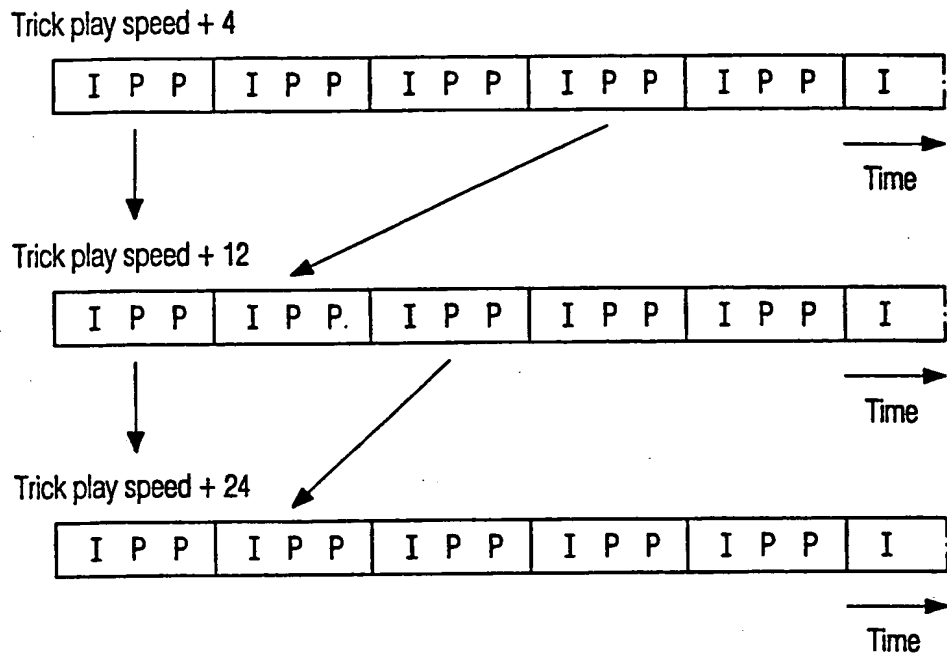 Trick play speed + 4
I P P I P P I P P I P P I P P I
Time
Trick play speed + 12
I P P I P P. I P P I P P I P P I
Time
Trick play speed + 24
I P P I P P I P P I P P I P P I
Time